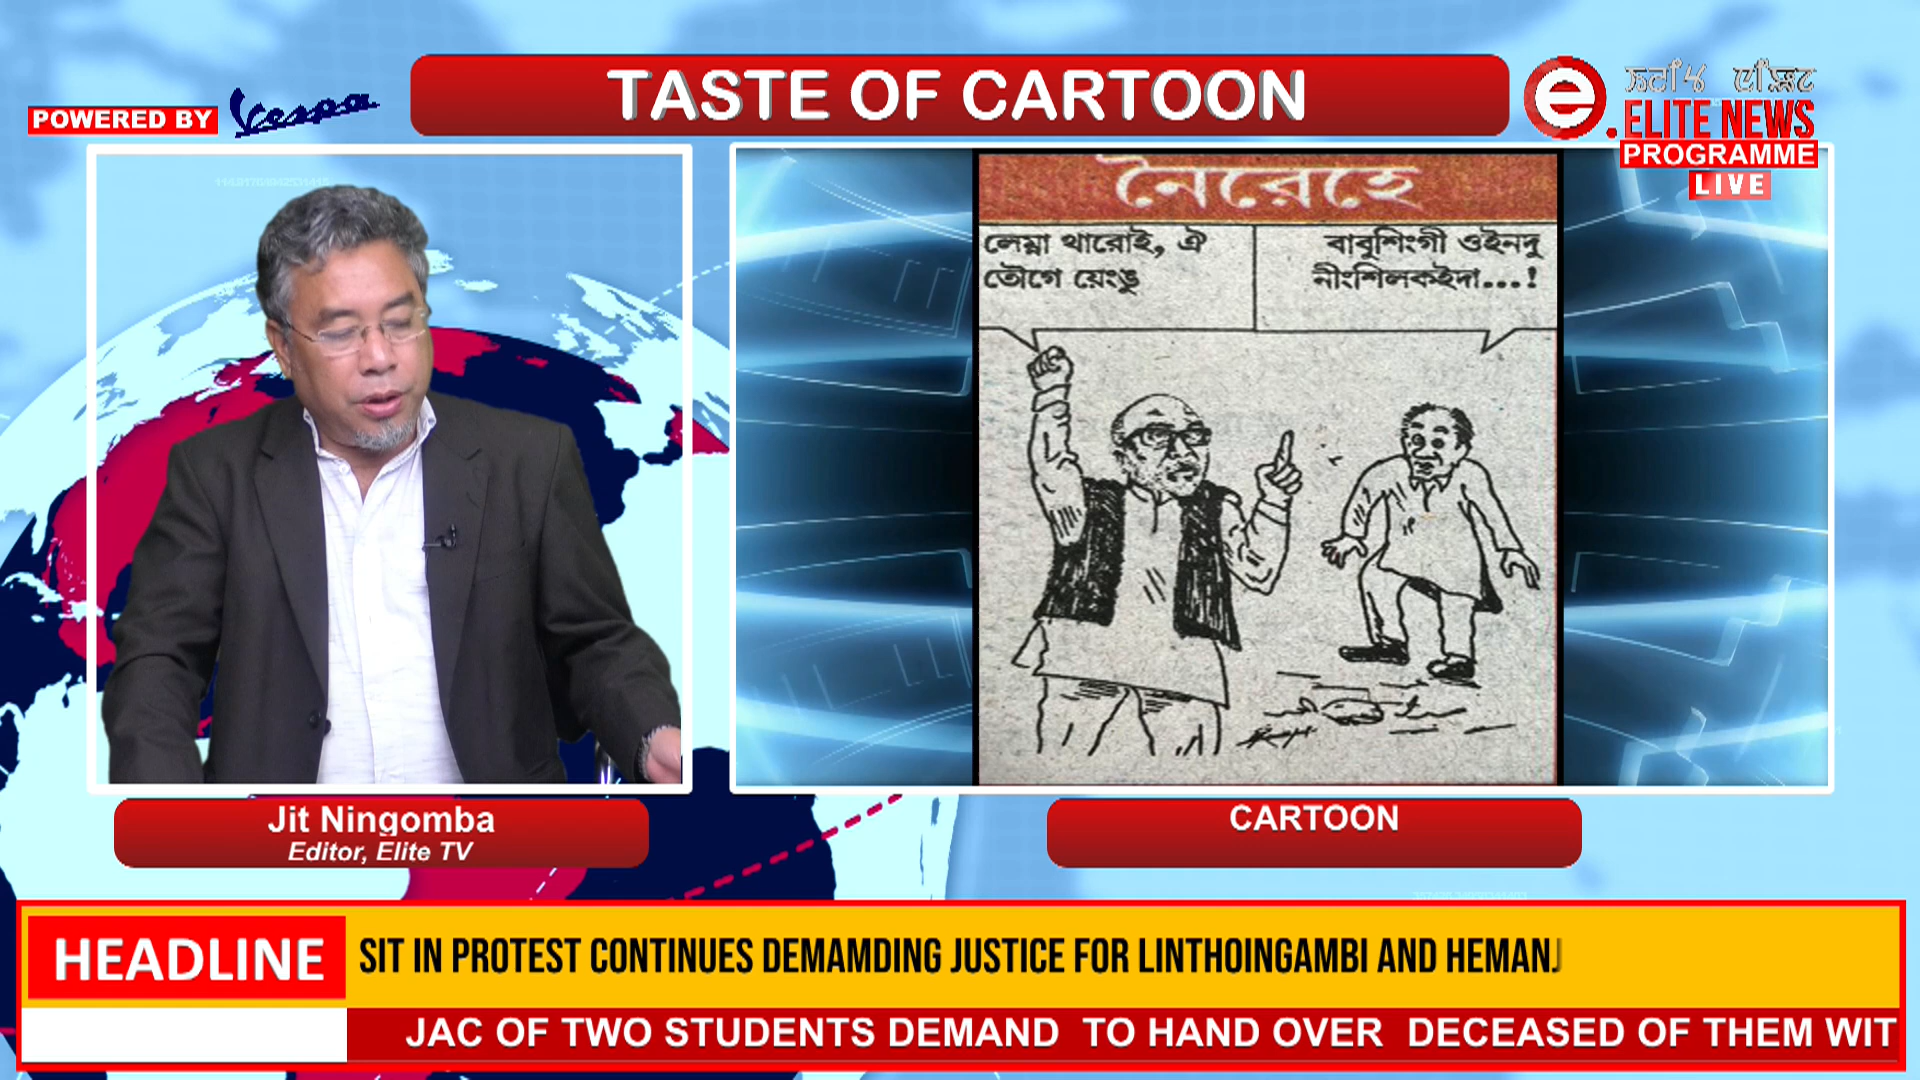 TASTE OF CARTOON
POWERED BY Vespa
e. ELITE NEWS
PROGRAMME
LIVE
নৈরেহে
লেম্না থারোই, ঐ
তৌগে য়েংঙু
বাবুশিংগী ওইনদু
নীংশিলকইদা...!
Jit Ningomba
Editor, Elite TV
CARTOON
HEADLINE
SIT IN PROTEST CONTINUES DEMAMDING JUSTICE FOR LINTHOINGAMBI AND HEMANJ
JAC OF TWO STUDENTS DEMAND TO HAND OVER DECEASED OF THEM WIT